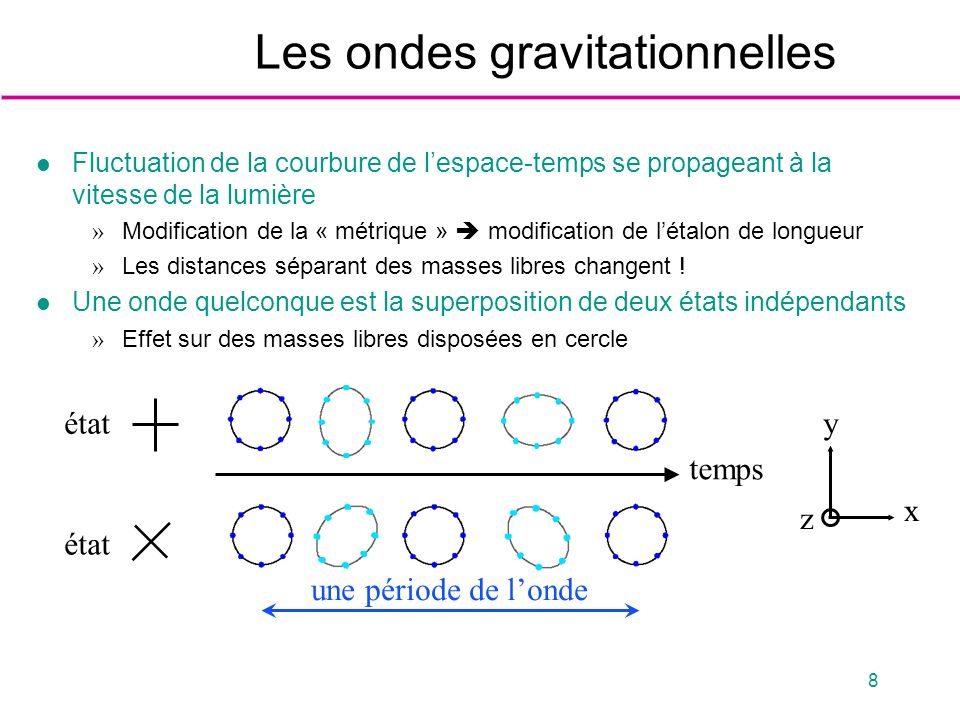 Les ondes gravitationnelles
● Fluctuation de la courbure de l’espace-temps se propageant à la
vitesse de la lumière
» Modification de la « métrique » ➔ modification de l’étalon de longueur
» Les distances séparant des masses libres changent !
● Une onde quelconque est la superposition de deux états indépendants
» Effet sur des masses libres disposées en cercle
état
y
temps
x
z
état
une période de l’onde
8